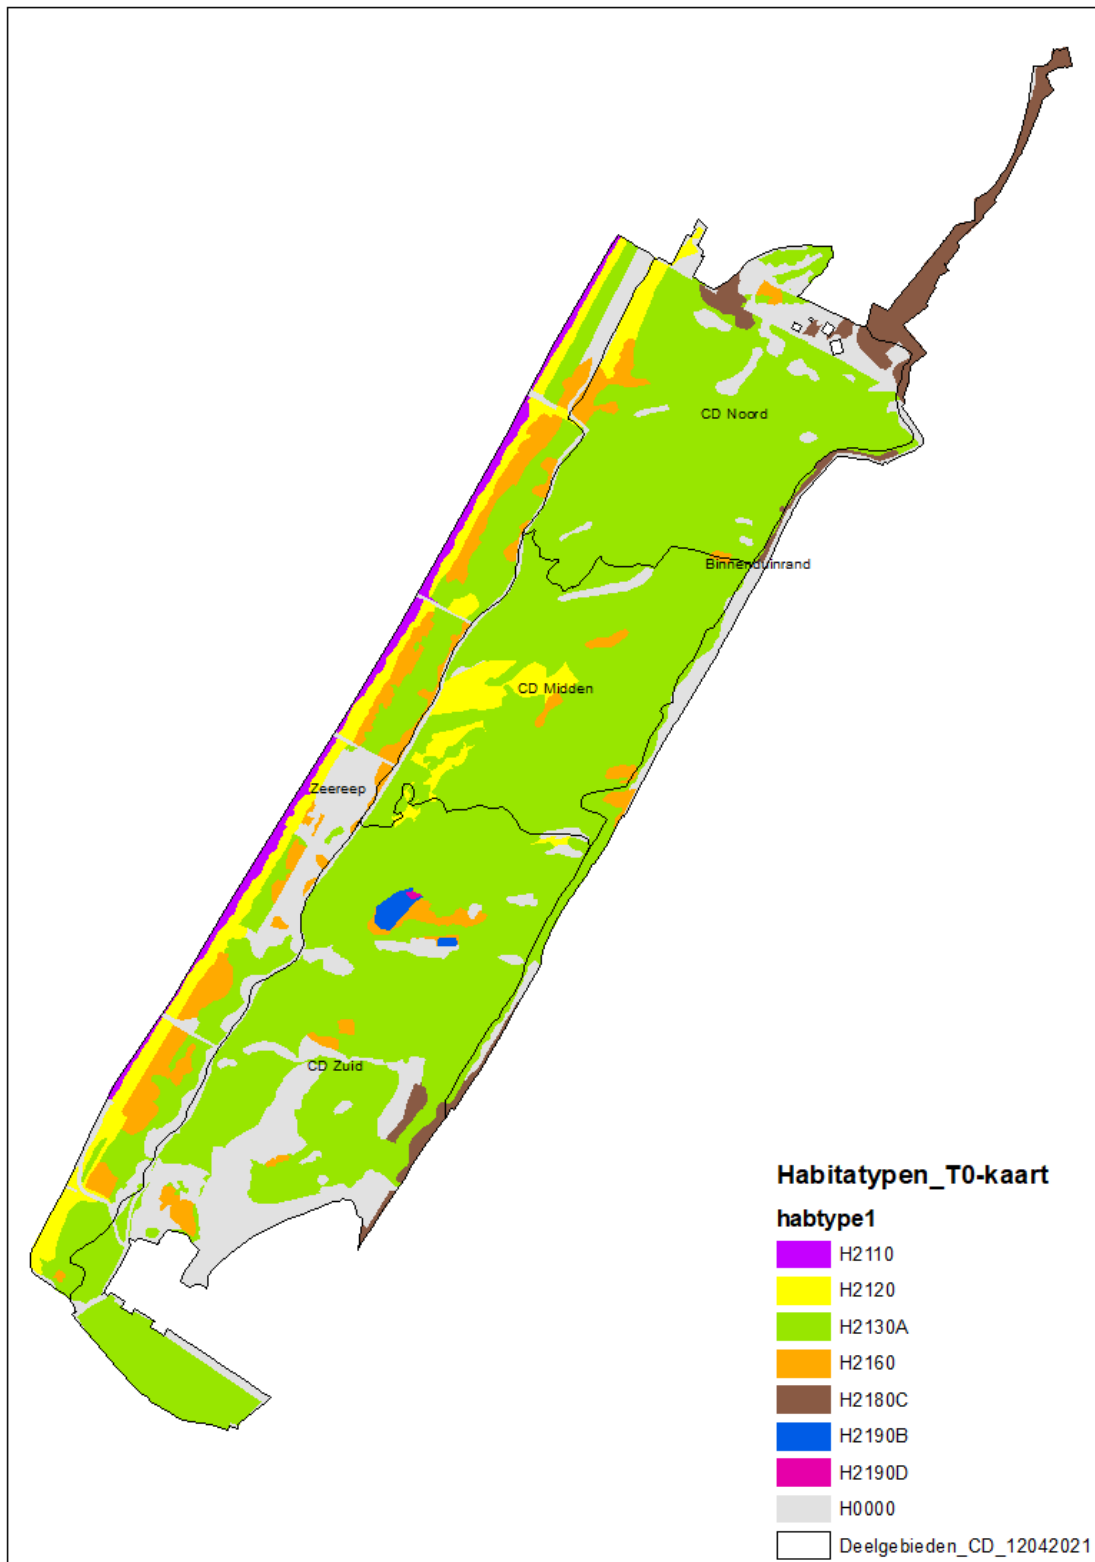 CD Noord
Binnenduinrand
CD Midden
Zeereep
CD Zuid
Habitatypen_T0-kaart
habtype1
H2110
H2120
H2130A
H2160
H2180C
H2190B
H2190D
H0000
Deelgebieden_CD_12042021